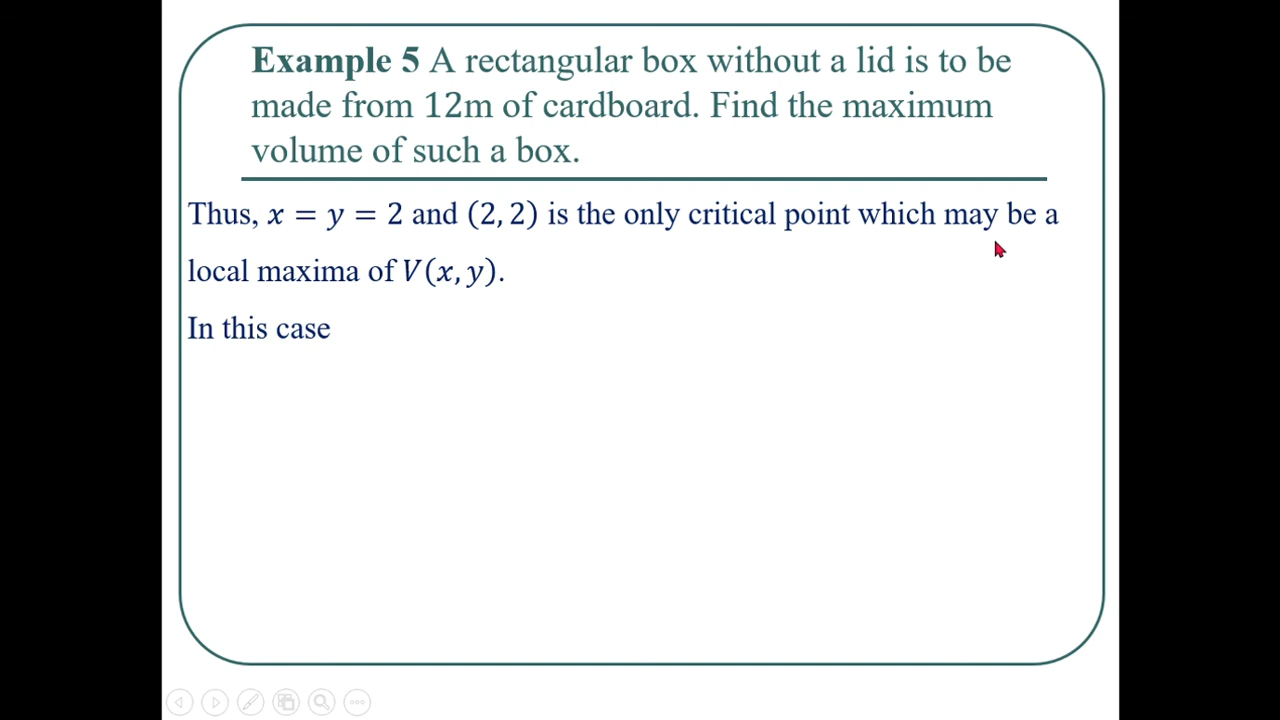 Example 5 A rectangular box without a lid is to be
made from 12m of cardboard. Find the maximum
volume of such a box.
Thus, x = y = 2 and (2, 2) is the only critical point which may be a
local maxima of V(x, y).
In this case